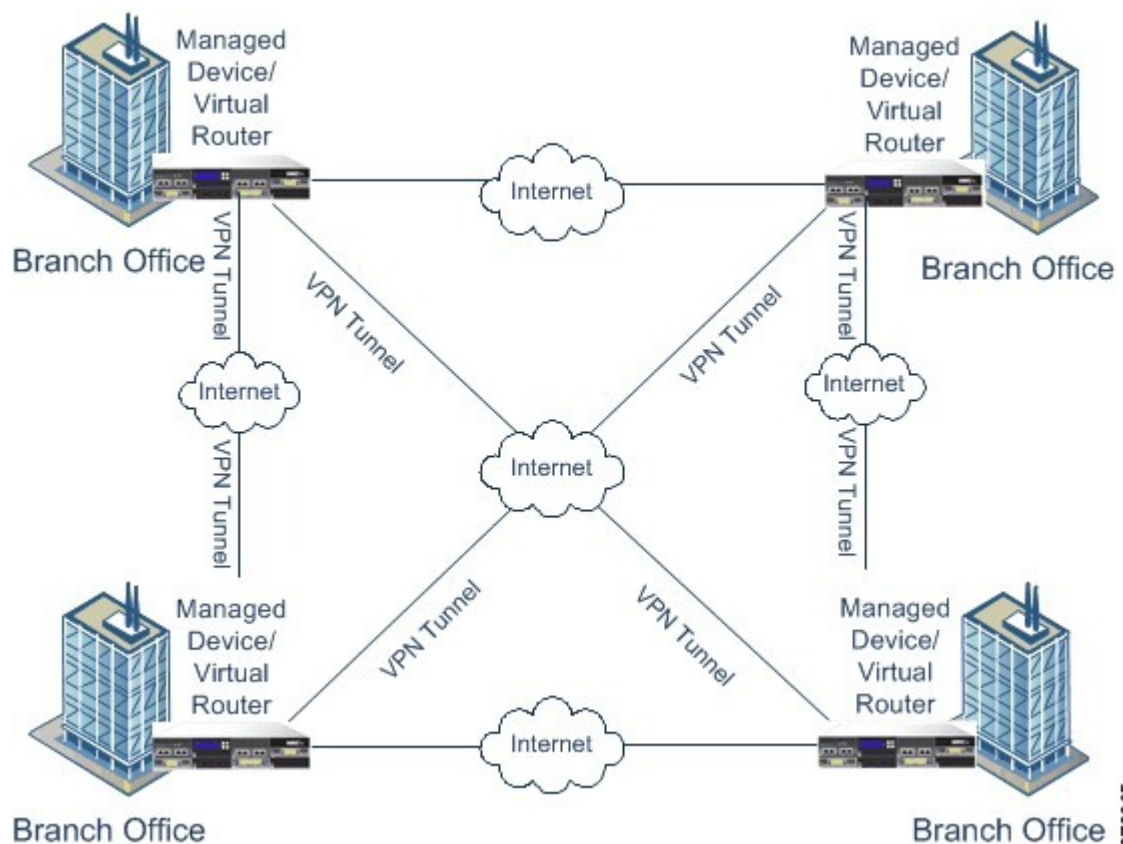 Managed
Device/
Virtual
Router
Branch Office
Managed
Device/
Virtual
Router
Branch Office
Internet
VPN Tunnel
VPN Tunnel
VPN Tunnel
VPN Tunnel
Internet
Internet
Internet
VPN Tunnel
VPN Tunnel
VPN Tunnel
VPN Tunnel
Managed
Device/
Virtual
Router
Branch Office
Internet
Managed
Device/
Virtual
Router
Branch Office